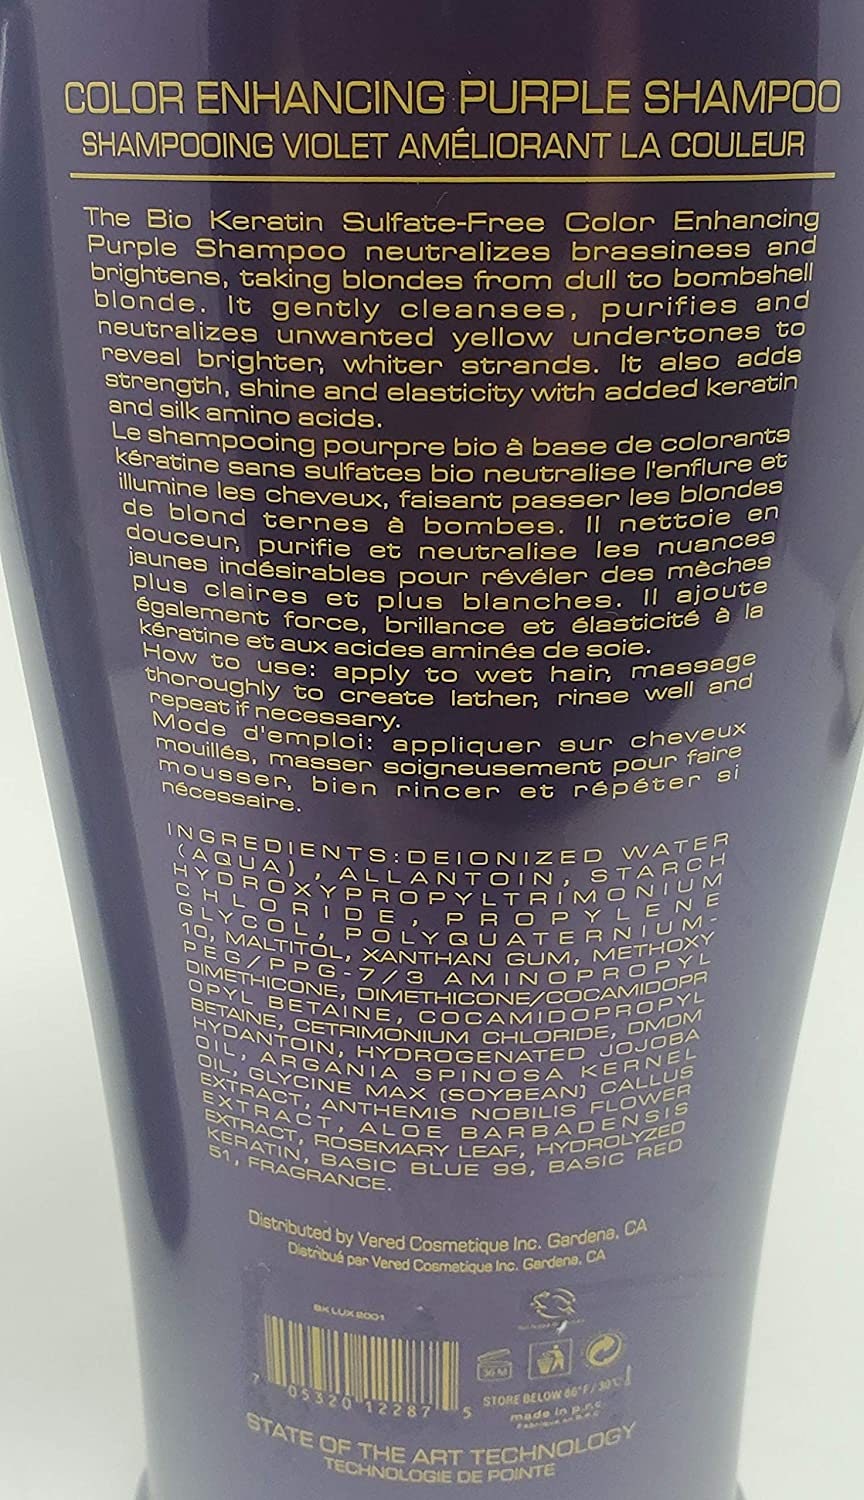 COLOR ENHANCING PURPLE SHAMPOO
SHAMPOOING VIOLET AMÉLIORANT LA COULEUR
The Bio Keratin Sulfate-Free Color Enhancing
Purple Shampoo neutralizes brassiness and
brightens, taking blondes from dull to bombshell
blonde. It gently cleanses, purifies and
neutralizes unwanted yellow undertones to
reveal brighter, whiter strands. It also adds
strength, shine and elasticity with added keratin
and silk amino acids.
Le shampooing pourpre bio à base de colorants
kératine sans sulfates bio neutralise l'enflure et
illumine les cheveux, faisant passer les blondes
de blond ternes à bombes. Il nettoie en
douceur, purifie et neutralise les nuances
jaunes indésirables pour révéler des mèches
plus claires et plus blanches. Il ajoute
également force, brillance et élasticité à la
kératine et aux acides aminés de soie.
How to use: apply to wet hair, massage
thoroughly to create lather, rinse well and
repeat if necessary.
Mode d'emploi: appliquer sur cheveux
mouillés, masser soigneusement pour faire
mousser, bien rincer et répéter si
nécessaire.
INGREDIENTS:DEIONIZED WATER
(AQUA), ALLANTOIN, STARCH
HYDROXYPROPYLTRIMONIUM
CHLORIDE, PROPYLENE
GLYCOL, POLYQUATERNIUM-
10, MALTITOL, XANTHAN GUM, METHOXY
PEG/PPG-7/3 AMINOPROPYL
DIMETHICONE, DIMETHICONE/COCAMIDOPR
OPYL BETAINE, COCAMIDOPROPYL
BETAINE, CETRIMONIUM CHLORIDE, DMDM
HYDANTOIN, HYDROGENATED JOJOBA
OIL, ARGANIA SPINOSA KERNEL
OIL, GLYCINE MAX (SOYBEAN) CALLUS
EXTRACT, ANTHEMIS NOBILIS FLOWER
EXTRACT, ALOE BARBADENSIS
EXTRACT, ROSEMARY LEAF, HYDROLYZED
KERATIN, BASIC BLUE 99, BASIC RED
51, FRAGRANCE.
Distributed by Vered Cosmetique Inc. Gardena, CA
Distribué par Vered Cosmetique Inc. Gardena, CA
BKLUX2001
7 05320 12287 5
STORE BELOW 86°F/30°C
made in p.r.c
STATE OF THE ART TECHNOLOGY
TECHNOLOGIE DE POINTE